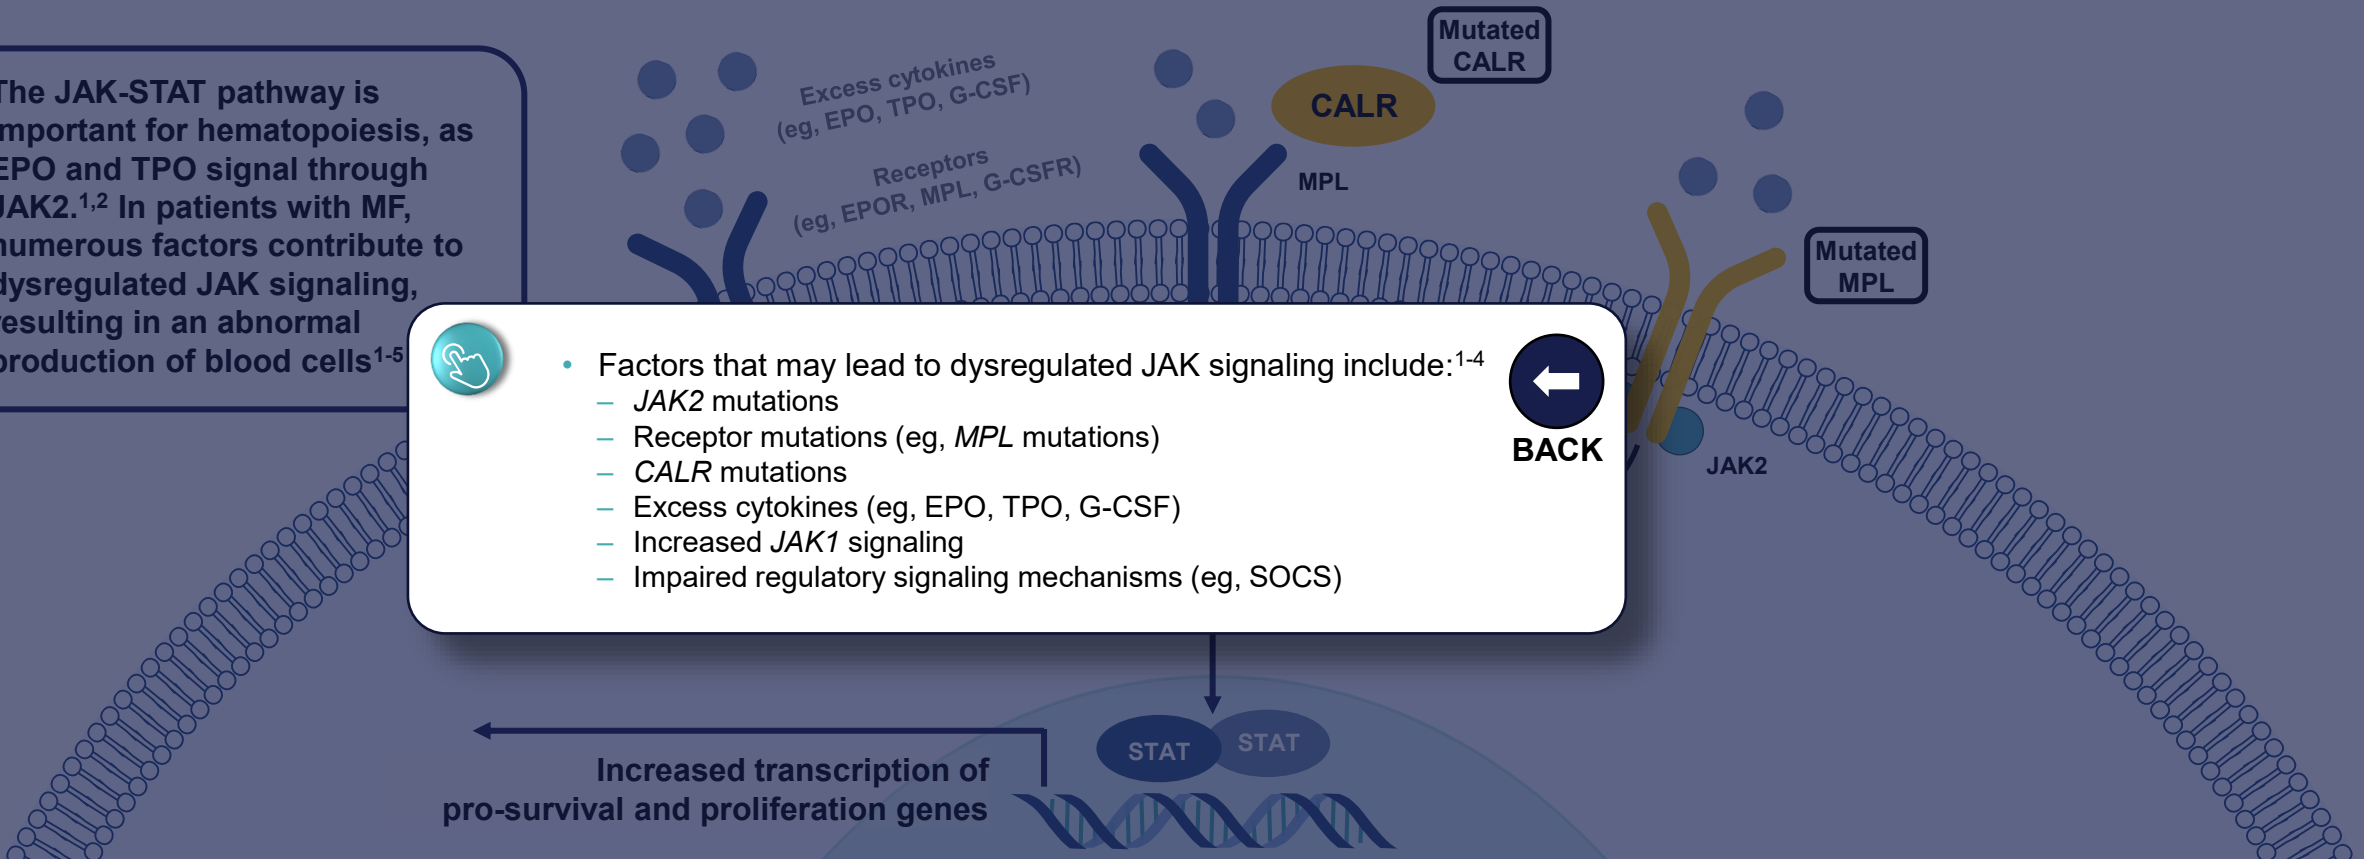 The JAK-STAT pathway is
important for hematopoiesis, as
EPO and TPO signal through
JAK2.1,2 In patients with MF,
numerous factors contribute to
dysregulated JAK signaling,
resulting in an abnormal
production of blood cells1-5
Excess cytokines
(eg, EPO, TPO, G-CSF)
Receptors
(eg, EPOR, MPL, G-CSFR)
CALR
Mutated
CALR
MPL
Mutated
MPL
JAK2
• Factors that may lead to dysregulated JAK signaling include:1-4
– JAK2 mutations
– Receptor mutations (eg, MPL mutations)
– CALR mutations
– Excess cytokines (eg, EPO, TPO, G-CSF)
– Increased JAK1 signaling
– Impaired regulatory signaling mechanisms (eg, SOCS)
BACK
STAT
STAT
Increased transcription of
pro-survival and proliferation genes